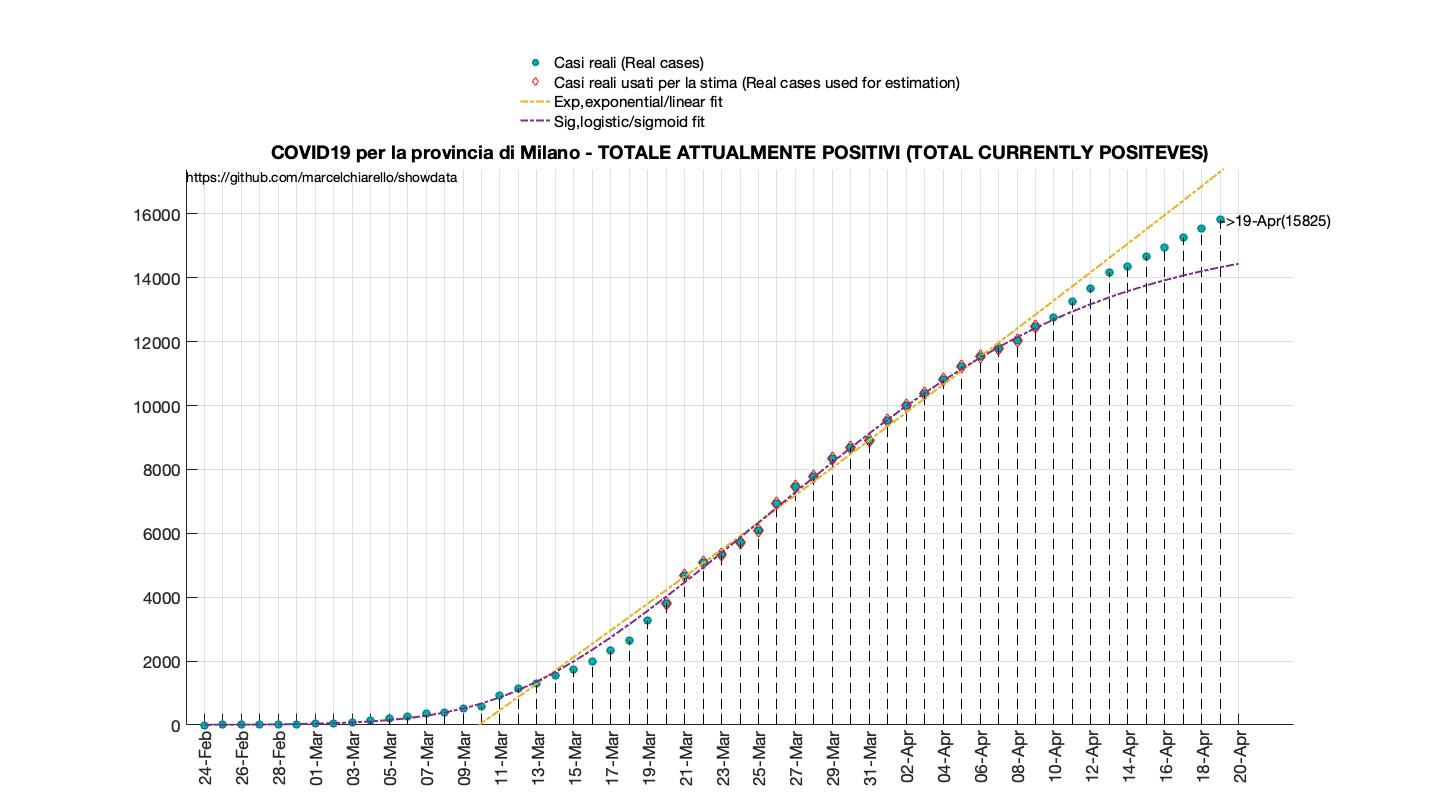 Casi reali (Real cases)
Casi reali usati per la stima (Real cases used for estimation)
Exp,exponential/linear fit
Sig,logistic/sigmoid fit
COVID19 per la provincia di Milano - TOTALE ATTUALMENTE POSITIVI (TOTAL CURRENTLY POSITEVES)
https://github.com/marcelchiarello/showdata
16000
>19-Apr(15825)
14000
12000
10000
8000
6000
4000
2000
0
24-Feb
26-Feb
28-Feb
01-Mar
03-Mar
05-Mar
07-Mar
09-Mar
11-Mar
13-Mar
15-Mar
17-Mar
19-Mar
21-Mar
23-Mar
25-Mar
27-Mar
29-Mar
31-Mar
02-Apr
04-Apr
06-Apr
08-Apr
10-Apr
12-Apr
14-Apr
16-Apr
18-Apr
20-Apr